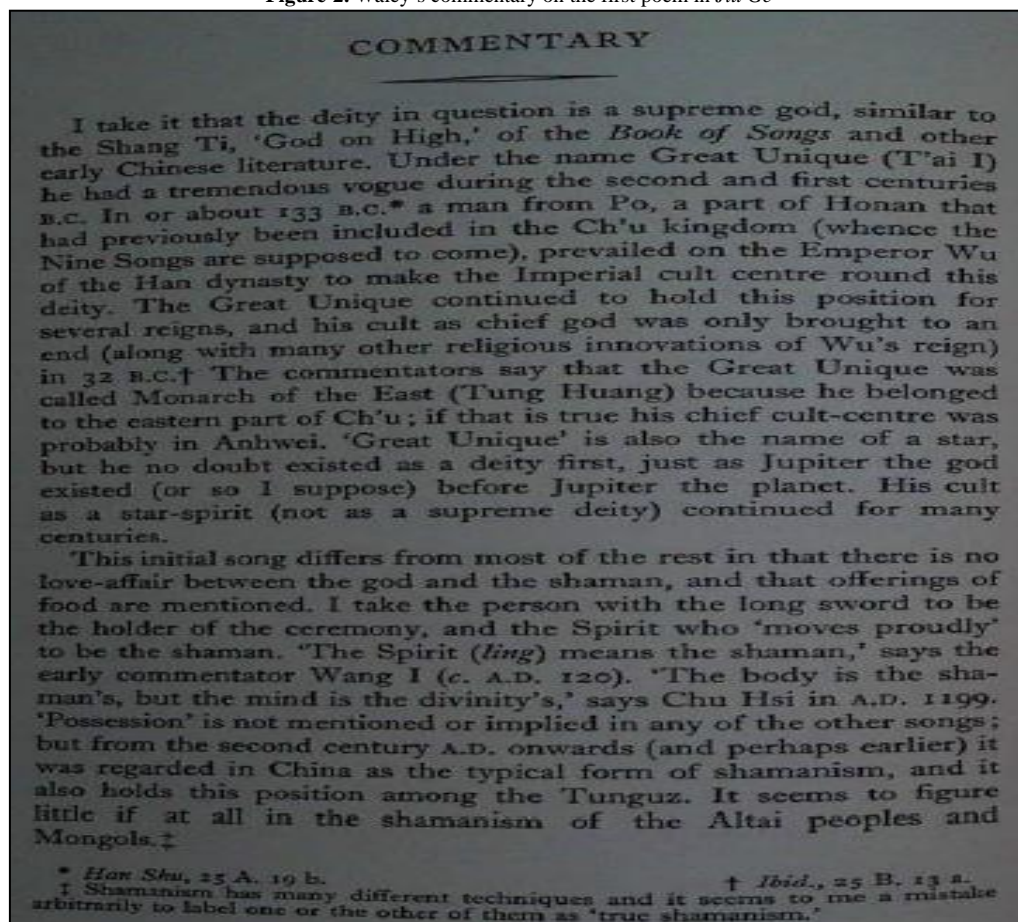 Figure 2. Waley's commentary on the first poem in Jiu Ge
COMMENTARY
I take it that the deity in question is a supreme god, similar to
the Shang Ti, 'God on High,' of the Book of Songs and other
early Chinese literature. Under the name Great Unique (T'ai I)
he had a tremendous vogue during the second and first centuries
B.C. In or about 133 B.C.* a man from Po, a part of Honan that
had previously been included in the Ch'u kingdom (whence the
Nine Songs are supposed to come), prevailed on the Emperor Wu
of the Han dynasty to make the Imperial cult centre round this
deity. The Great Unique continued to hold this position for
several reigns, and his cult as chief god was only brought to an
end (along with many other religious innovations of Wu's reign)
in 32 B.C.† The commentators say that the Great Unique was
called Monarch of the East (Tung Huang) because he belonged
to the eastern part of Ch'u; if that is true his chief cult-centre was
probably in Anhwei. 'Great Unique' is also the name of a star,
but he no doubt existed as a deity first, just as Jupiter the god
existed (or so I suppose) before Jupiter the planet. His cult
as a star-spirit (not as a supreme deity) continued for many
centuries.
This initial song differs from most of the rest in that there is no
love-affair between the god and the shaman, and that offerings of
food are mentioned. I take the person with the long sword to be
the holder of the ceremony, and the Spirit who 'moves proudly'
to be the shaman. 'The Spirit (ling) means the shaman,' says the
early commentator Wang I (c. A.D. 120). 'The body is the sha-
man's, but the mind is the divinity's,' says Chu Hsi in A.D. 1199.
'Possession' is not mentioned or implied in any of the other songs;
but from the second century A.D. onwards (and perhaps earlier) it
was regarded in China as the typical form of shamanism, and it
also holds this position among the Tunguz. It seems to figure
little if at all in the shamanism of the Altai peoples and
Mongols.‡
* Han Shu, 25 A. 19 b. † Ibid., 25 B. 13 a.
‡ Shamanism has many different techniques and it seems to me a mistake
arbitrarily to label one or the other of them as 'true shamanism.'